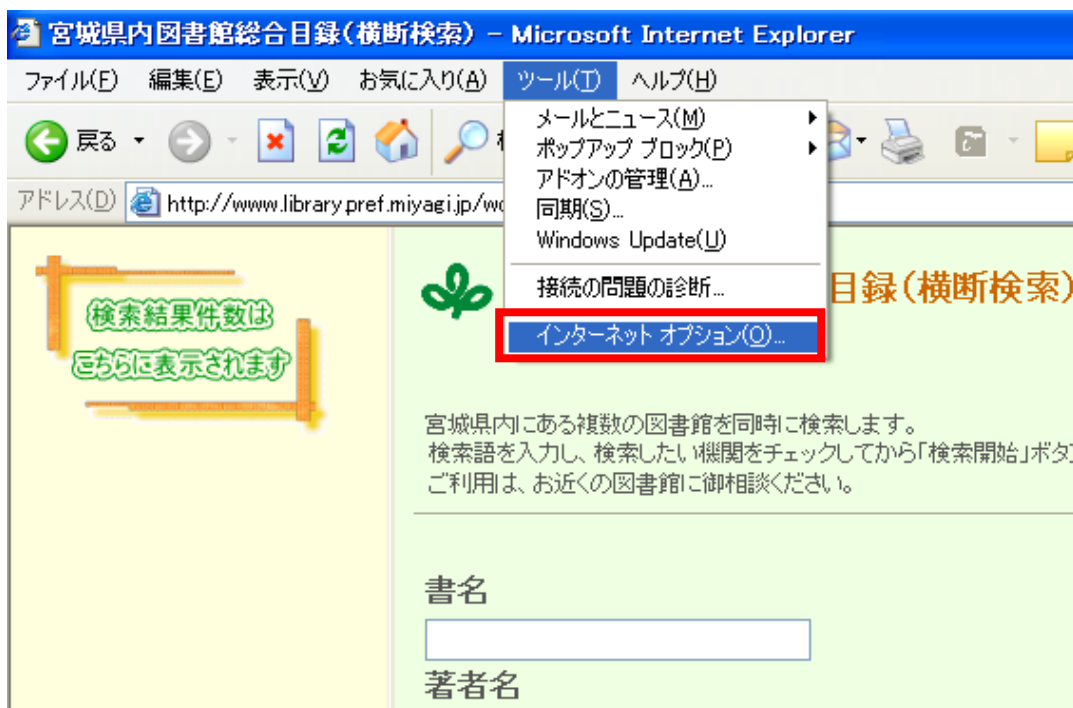 宮城県内図書館総合目録(横断検索) - Microsoft Internet Explorer
ファイル(F) 編集(E) 表示(V) お気に入り(A) ツール(T) ヘルプ(H)
戻る
メールとニュース(M)
ポップアップ ブロック(P)
アドオンの管理(A)...
同期(S)...
Windows Update(U)
接続の問題の診断...
インターネット オプション(O)...
アドレス(D) http://www.library.pref.miyagi.jp/
検索結果件数は
こちらに表示されます
目録(横断検索)
宮城県内にある複数の図書館を同時に検索します。
検索語を入力し、検索したい機関をチェックしてから「検索開始」ボタ
ご利用は、お近くの図書館に御相談ください。
書名
著者名